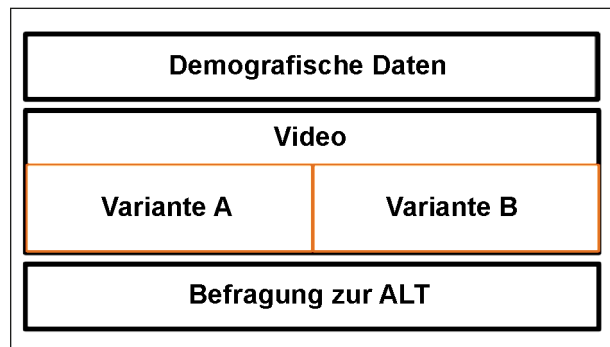 Demografische Daten
Video
Variante A
Variante B
Befragung zur ALT